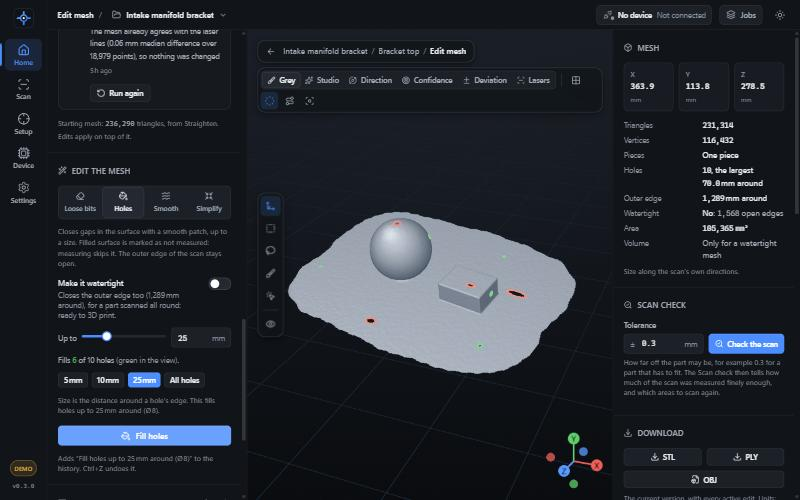 Edit mesh / Intake manifold bracket
No device Not connected
Jobs
Home
Scan
Setup
Device
Settings
DEMO
v0.3.0
The mesh already agrees with the laser
lines (0.06 mm median difference over
18,979 points), so nothing was changed
5h ago
Run again
Starting mesh: 236,290 triangles, from Straighten.
Edits apply on top of it.
EDIT THE MESH
Loose bits
Holes
Smooth
Simplify
Closes gaps in the surface with a smooth patch, up to
a size. Filled surface is marked as not measured:
measuring skips it. The outer edge of the scan stays
open.
Make it watertight
Closes the outer edge too (1,289 mm
around), for a part scanned all round:
ready to 3D print.
Up to
25 mm
Fills 6 of 10 holes (green in the view).
5mm
10mm
25mm
All holes
Size is the distance around a hole's edge. This fills
holes up to 25 mm around (Ø8).
Fill holes
Adds "Fill holes up to 25 mm around (Ø8)" to the
history. Ctrl+Z undoes it.
Intake manifold bracket / Bracket top / Edit mesh
Grey
Studio
Direction
Confidence
Deviation
Lasers
Y
X
Z
MESH
X
363.9
mm
Y
113.8
mm
Z
278.5
mm
Triangles 231,314
Vertices 116,432
Pieces One piece
Holes 10, the largest
70.0mm around
Outer edge 1,289mm around
Watertight No: 1,568 open edges
Area 105,365 mm²
Volume Only for a watertight
mesh
Size along the scan's own directions.
SCAN CHECK
Tolerance
± 0.3 mm
Check the scan
How far off the part may be, for example 0.3 for a
part that has to fit. The Scan check then tells how
much of the scan was measured finely enough,
and which areas to scan again.
DOWNLOAD
STL
PLY
OBJ
The current version, with every active edit. Units: